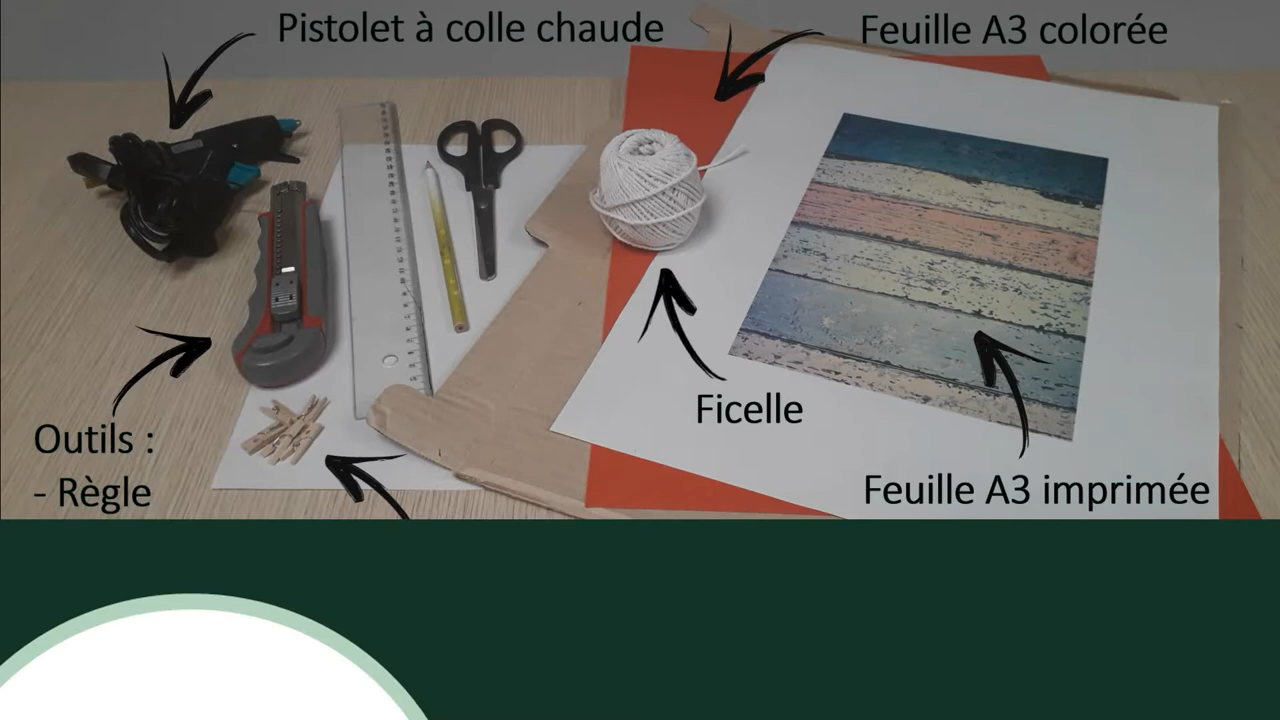 Pistolet à colle chaude
Feuille A3 colorée
Ficelle
Outils :
- Règle
Feuille A3 imprimée